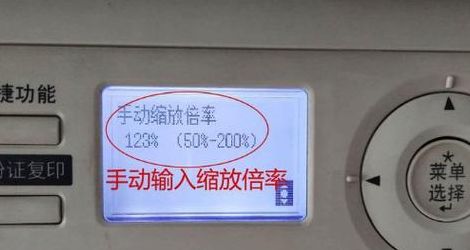 捷功能
手动缩放倍率
123% (50%-200%)
手动输入缩放倍率
份证复印
*
菜单
选择